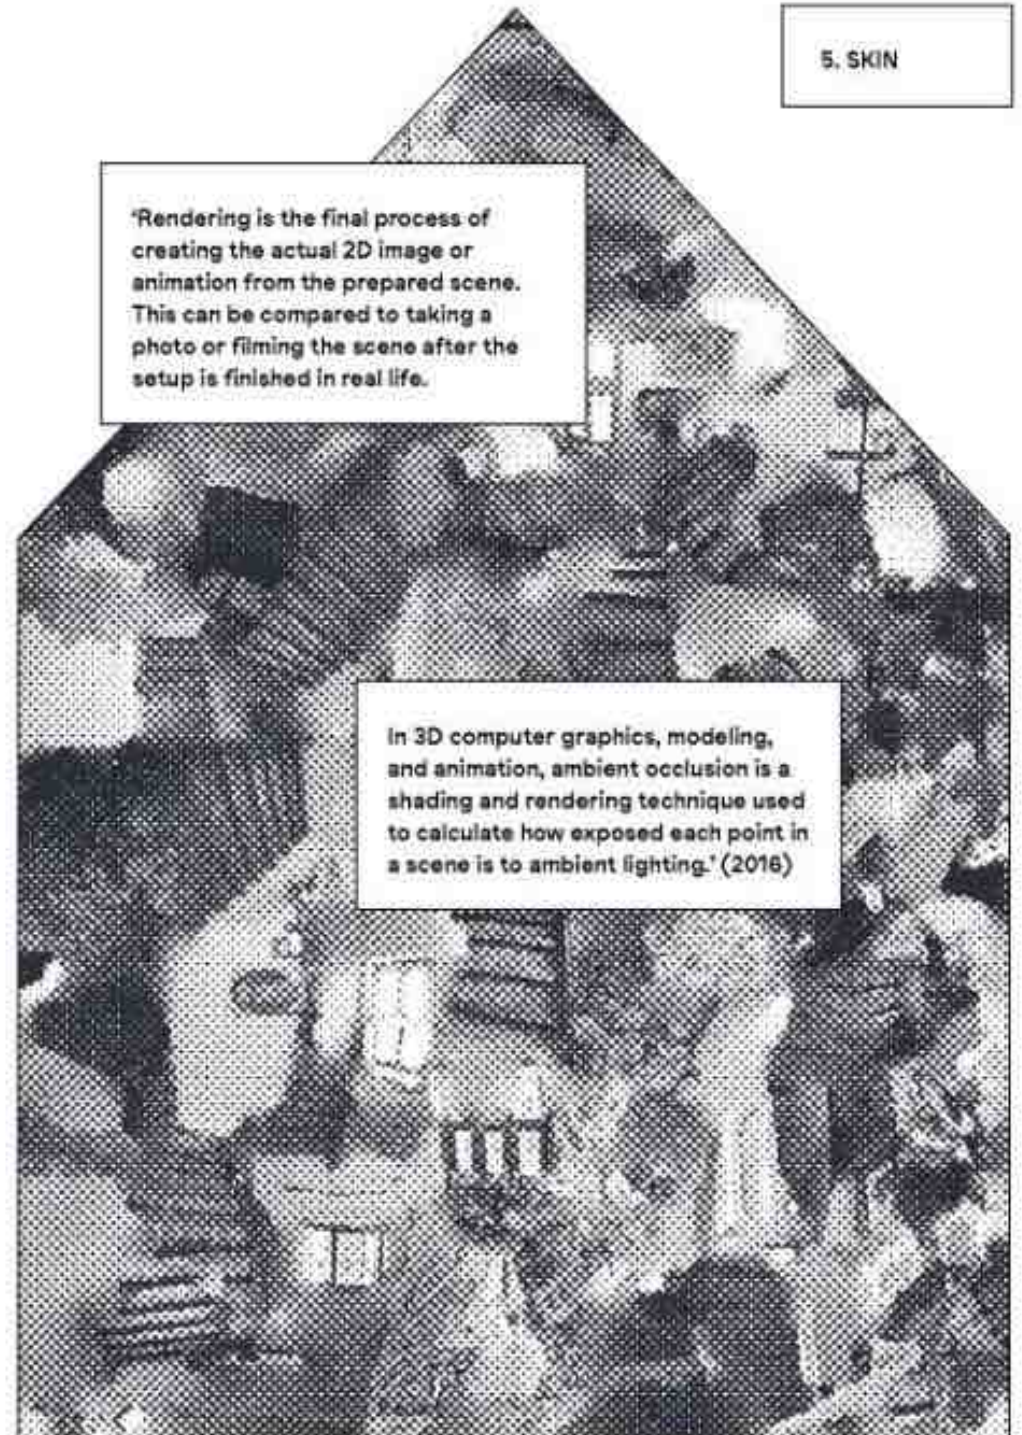 5. SKIN
‘Rendering is the final process of
creating the actual 2D image or
animation from the prepared scene.
This can be compared to taking a
photo or filming the scene after the
setup is finished in real life.
In 3D computer graphics, modeling,
and animation, ambient occlusion is a
shading and rendering technique used
to calculate how exposed each point in
a scene is to ambient lighting.’ (2016)